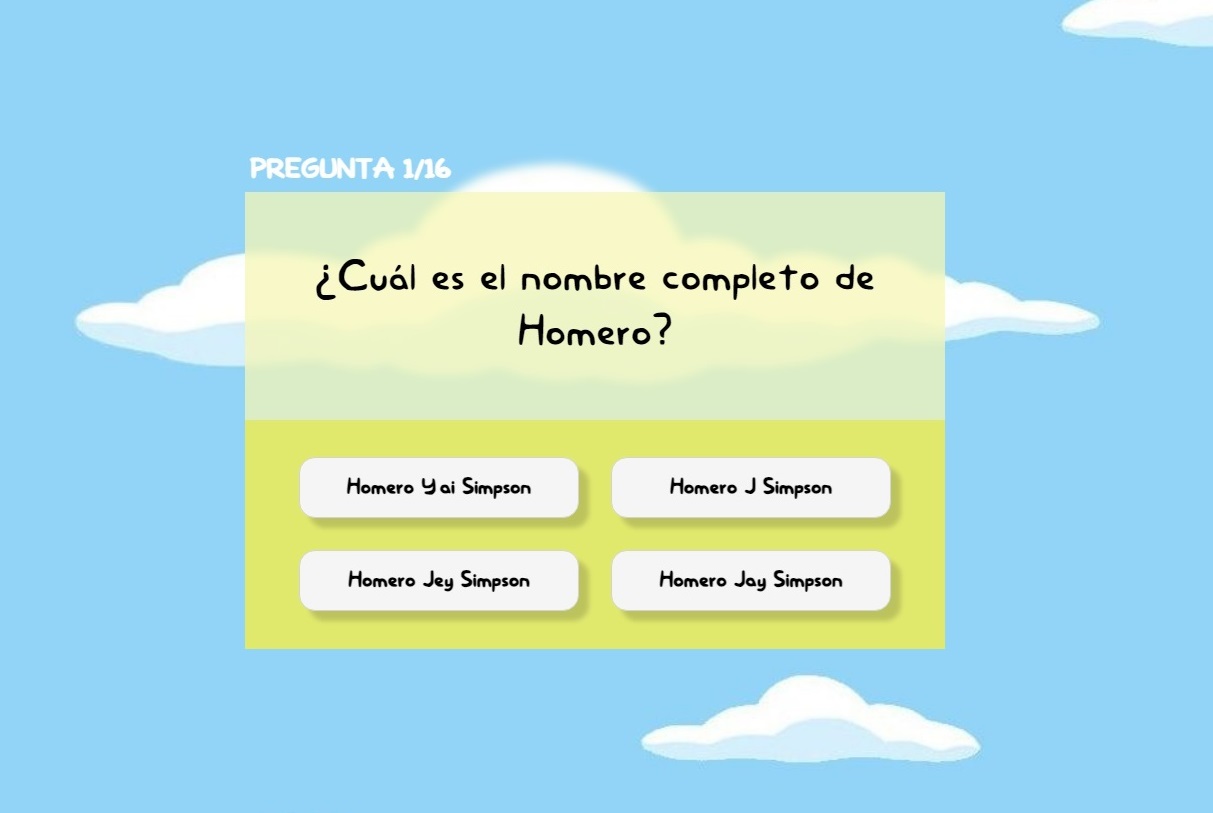 PREGUNTA 1/16
¿Cuál es el nombre completo de
Homero?
Homero Yai Simpson
Homero J Simpson
Homero Jey Simpson
Homero Jay Simpson